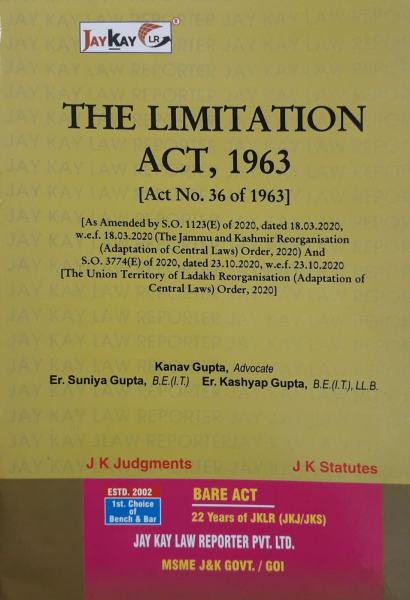 JAYKAY LR
THE LIMITATION
ACT, 1963
[Act No. 36 of 1963]
[As Amended by S.O. 1123(E) of 2020, dated 18.03.2020,
w.e.f. 18.03.2020 (The Jammu and Kashmir Reorganisation
(Adaptation of Central Laws) Order, 2020) And
S.O. 3774(E) of 2020, dated 23.10.2020, w.e.f. 23.10.2020
[The Union Territory of Ladakh Reorganisation (Adaptation of
Central Laws) Order, 2020]
Kanav Gupta, Advocate
Er. Suniya Gupta, B.E.(I.T.) Er. Kashyap Gupta, B.E.(I.T.), LL.B.
J K Judgments
J K Statutes
ESTD. 2002
1st. Choice
of
Bench & Bar
BARE ACT
22 Years of JKLR (JKJ/JKS)
JAY KAY LAW REPORTER PVT. LTD.
MSME J&K GOVT. / GOI